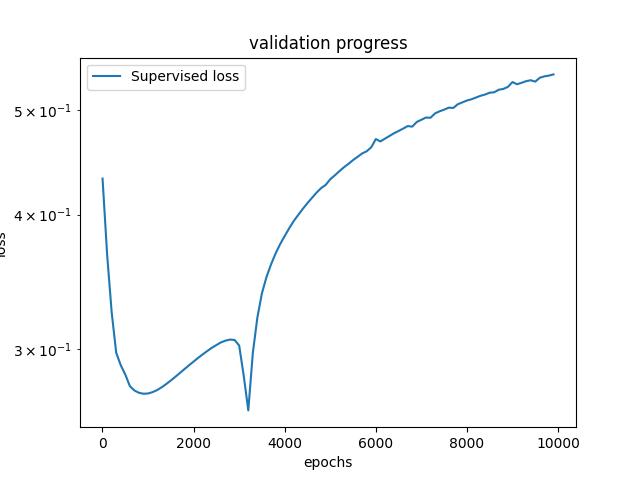 validation progress
Supervised loss
5 × 10⁻¹
4 × 10⁻¹
3 × 10⁻¹
loss
0 2000 4000 6000 8000 10000
epochs